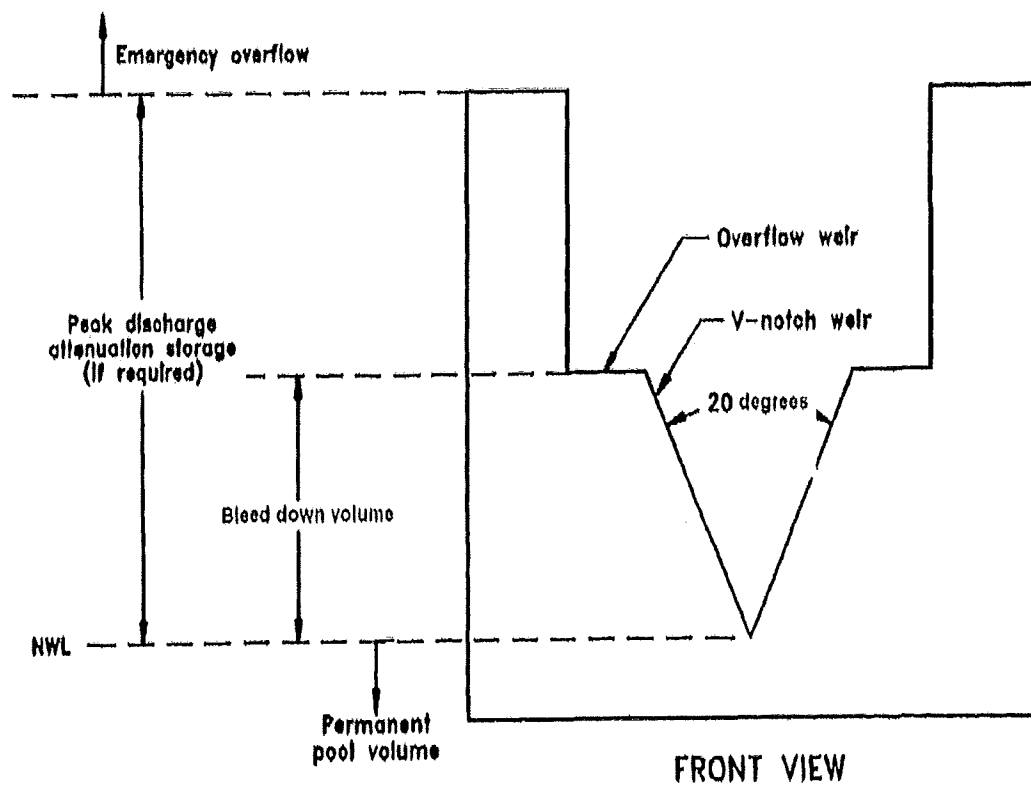 Emergency overflow
Overflow weir
V-notch weir
Peak discharge
attenuation storage
(if required)
20 degrees
Bleed down volume
NWL
Permanent
pool volume
FRONT VIEW